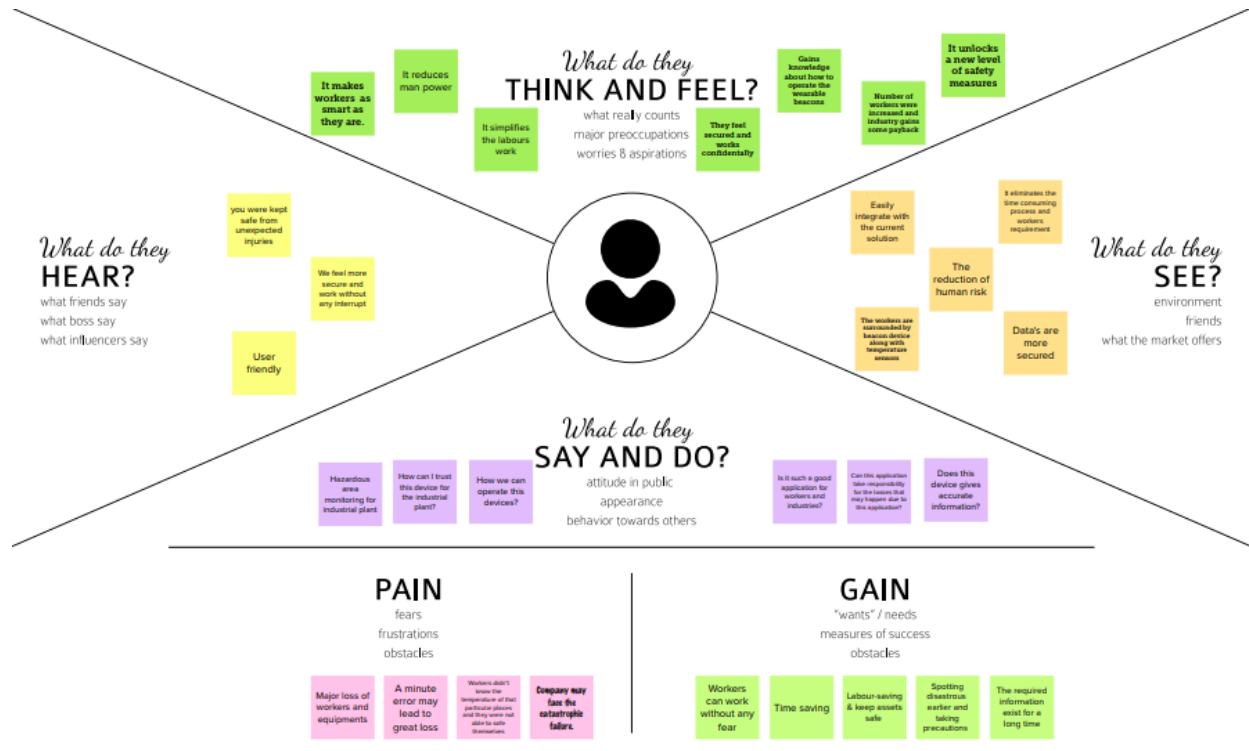 What do they
THINK AND FEEL?
what really counts
major preoccupations
worries & aspirations
It makes
workers as
smart as
they are.
It reduces
man power
It simplifies
the labours
work
They feel
secured and
works
confidentally
Gains
knowledge
about how to
operate the
wearable
beacons
Number of
workers were
increased and
industry gains
some payback
It unlocks
a new level
of safety
measures
What do they
HEAR?
what friends say
what boss say
what influencers say
you were kept
safe from
unexpected
injuries
We feel more
secure and
work without
any interrupt
User
friendly
What do they
SEE?
environment
friends
what the market offers
Easily
integrate with
the current
solution
It eliminates the
time consuming
process and
workers
requirement
The
reduction of
human risk
The workers are
surrounded by
beacon device
along with
temperature
sensors
Data's are
more
secured
What do they
SAY AND DO?
attitude in public
appearance
behavior towards others
Hazardous
area
monitoring for
industrial plant
How can I trust
this device for
the industrial
plant?
How we can
operate this
devices?
Is it such a good
application for
workers and
industries?
Can this application
take responsibility
for the losses that
may happen due to
this application?
Does this
device gives
accurate
information?
PAIN
fears
frustrations
obstacles
Major loss of
workers and
equipments
A minute
error may
lead to
great loss
Workers didn't
know the
temperature of that
particular places
and they were not
able to safe
themselves
Company may
face the
catastrophic
failure.
GAIN
"wants" / needs
measures of success
obstacles
Workers
can work
without any
fear
Time saving
Labour-saving
& keep assets
safe
Spotting
disastrous
earlier and
taking
precautions
The required
information
exist for a
long time